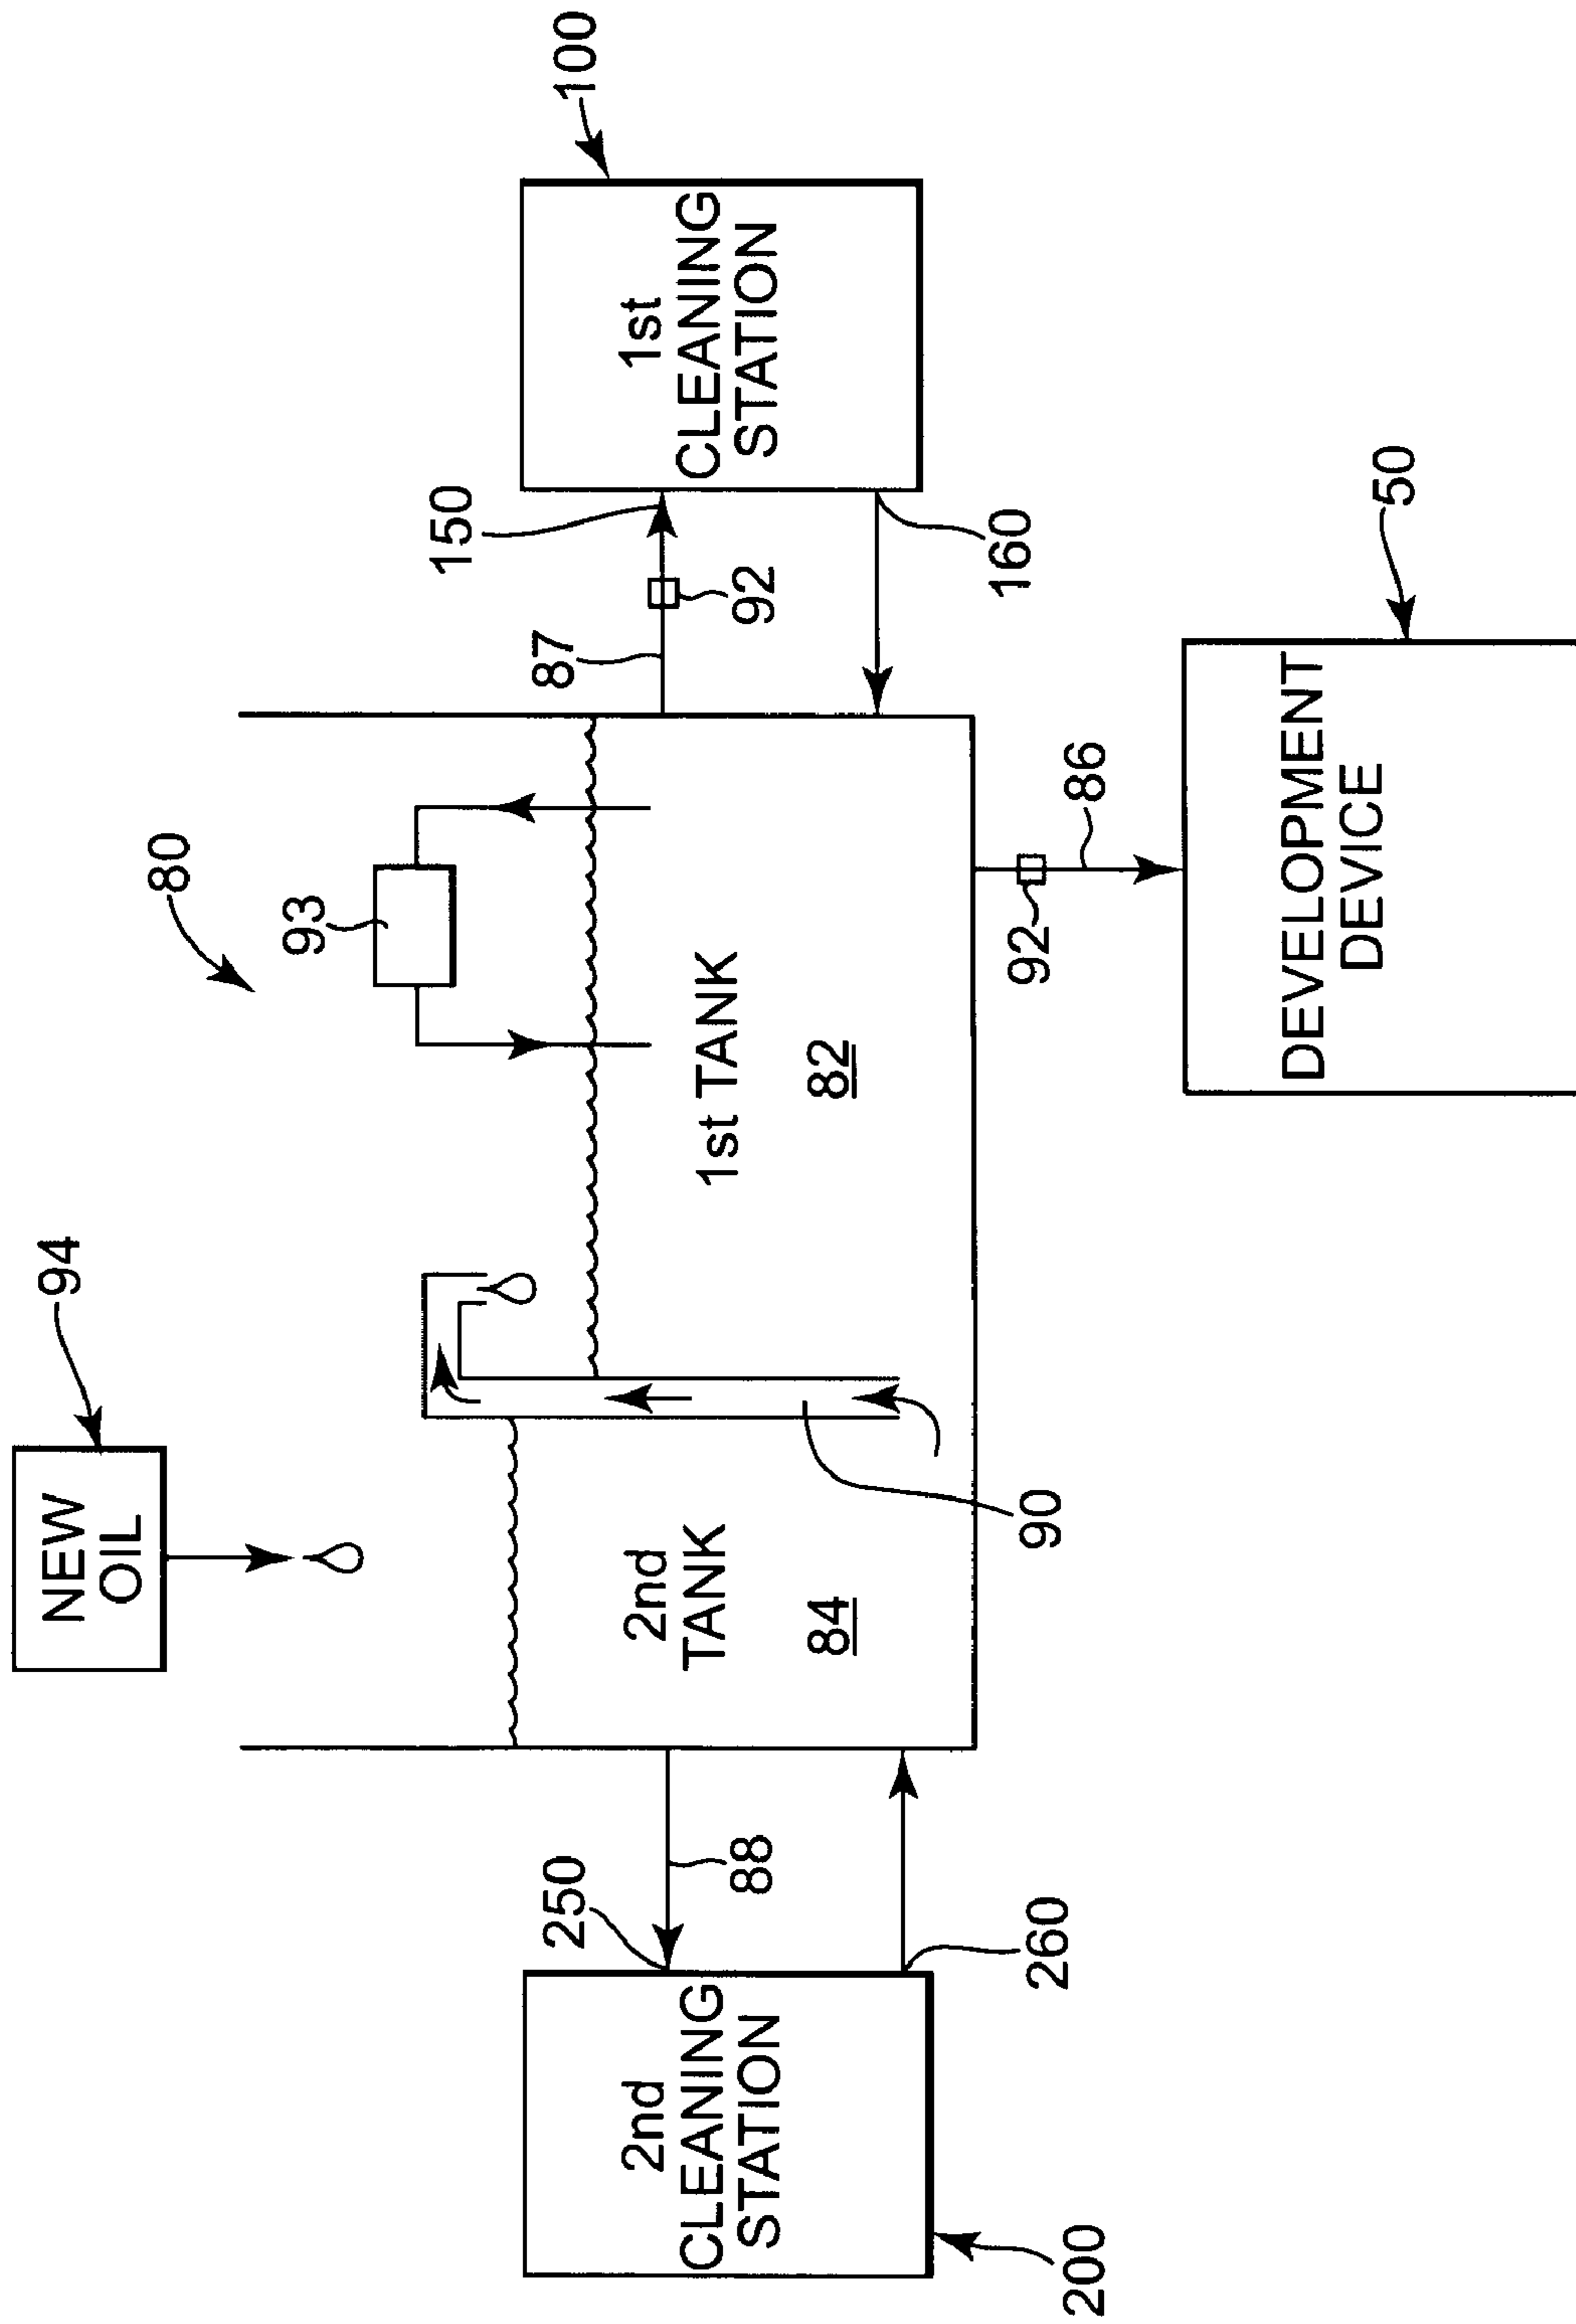 NEW
OIL
94
80
93
2nd
CLEANING
STATION
200
250
88
260
2nd
TANK
84
90
1st TANK
82
87
92
150
160
1st
CLEANING
STATION
100
92
86
DEVELOPMENT
DEVICE
50